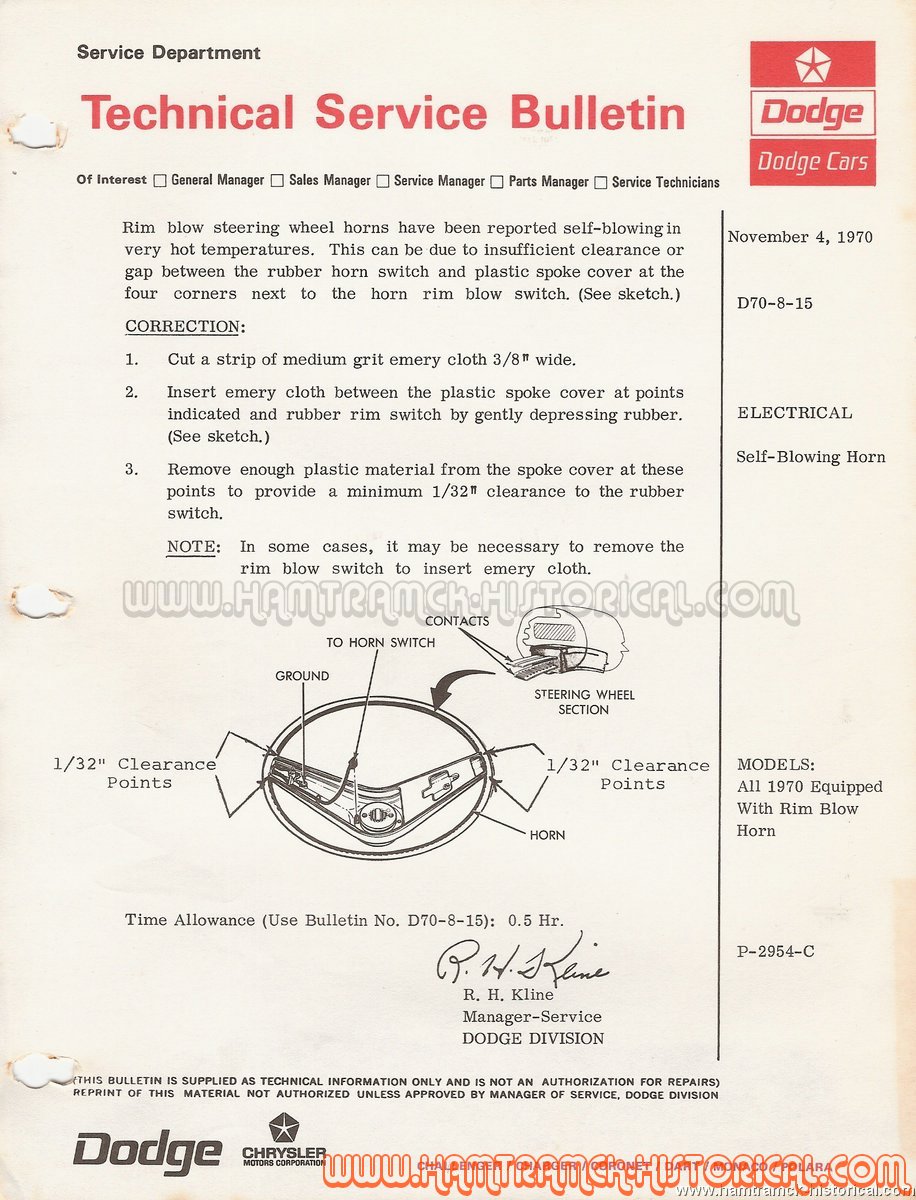 Service Department
Technical Service Bulletin
Dodge
Dodge Cars
Of Interest □ General Manager □ Sales Manager □ Service Manager □ Parts Manager □ Service Technicians
Rim blow steering wheel horns have been reported self-blowing in
very hot temperatures. This can be due to insufficient clearance or
gap between the rubber horn switch and plastic spoke cover at the
four corners next to the horn rim blow switch. (See sketch.)
CORRECTION:
1. Cut a strip of medium grit emery cloth 3/8" wide.
2. Insert emery cloth between the plastic spoke cover at points
indicated and rubber rim switch by gently depressing rubber.
(See sketch.)
3. Remove enough plastic material from the spoke cover at these
points to provide a minimum 1/32" clearance to the rubber
switch.
NOTE: In some cases, it may be necessary to remove the
rim blow switch to insert emery cloth.
November 4, 1970
D70-8-15
ELECTRICAL
Self-Blowing Horn
WWW.HAMTRAMCK-HISTORICAL.COM
CONTACTS
TO HORN SWITCH
GROUND
STEERING WHEEL
SECTION
1/32" Clearance
Points
1/32" Clearance
Points
HORN
MODELS:
All 1970 Equipped
With Rim Blow
Horn
Time Allowance (Use Bulletin No. D70-8-15): 0.5 Hr.
P-2954-C
R. H. Kline
R. H. Kline
Manager-Service
DODGE DIVISION
(THIS BULLETIN IS SUPPLIED AS TECHNICAL INFORMATION ONLY AND IS NOT AN AUTHORIZATION FOR REPAIRS)
REPRINT OF THIS MATERIAL NOT AUTHORIZED UNLESS APPROVED BY MANAGER OF SERVICE, DODGE DIVISION
Dodge
CHRYSLER
MOTORS CORPORATION
CHALLENGER / CHARGER / CORONET / DART / MONACO / POLARA
WWW.HAMTRAMCK-HISTORICAL.COM
www.hamtramck-historical.com